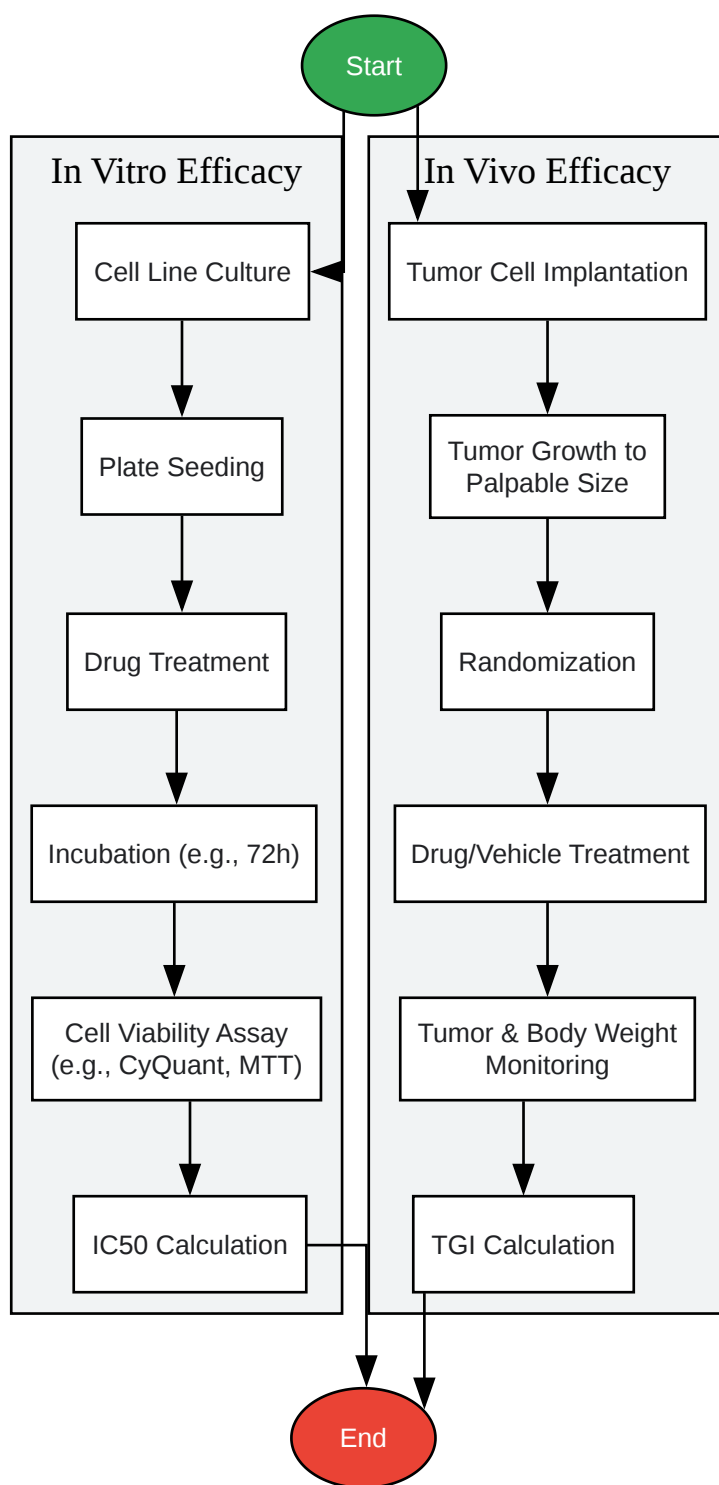 Start
In Vitro Efficacy
Cell Line Culture
Plate Seeding
Drug Treatment
Incubation (e.g., 72h)
Cell Viability Assay
(e.g., CyQuant, MTT)
IC50 Calculation
In Vivo Efficacy
Tumor Cell Implantation
Tumor Growth to
Palpable Size
Randomization
Drug/Vehicle Treatment
Tumor & Body Weight
Monitoring
TGI Calculation
End